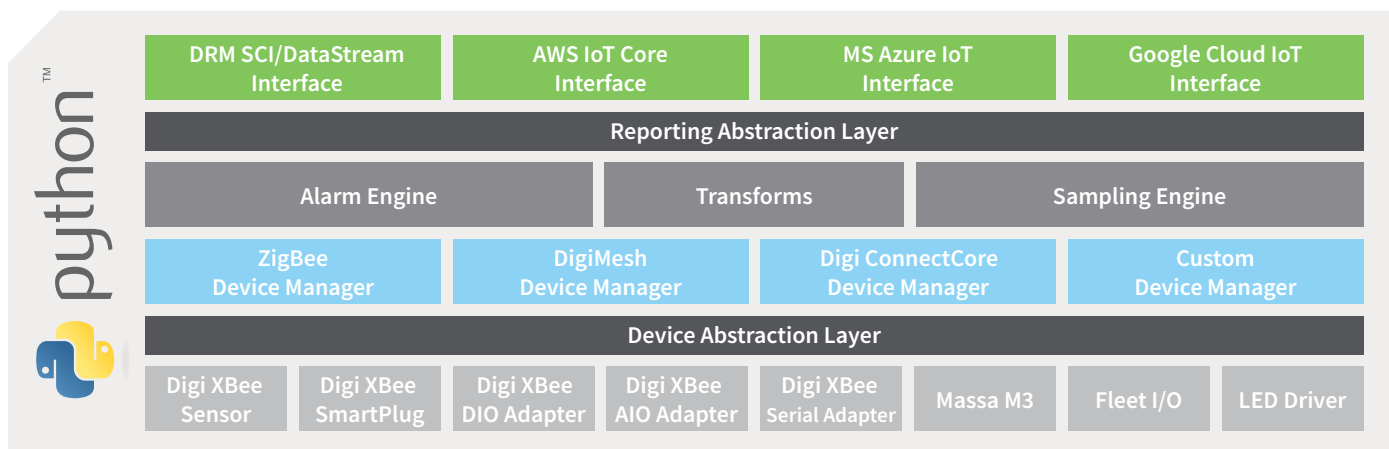 python™
DRM SCI/DataStream
Interface
AWS IoT Core
Interface
MS Azure IoT
Interface
Google Cloud IoT
Interface
Reporting Abstraction Layer
Alarm Engine
Transforms
Sampling Engine
ZigBee
Device Manager
DigiMesh
Device Manager
Digi ConnectCore
Device Manager
Custom
Device Manager
Device Abstraction Layer
Digi XBee
Sensor
Digi XBee
SmartPlug
Digi XBee
DIO Adapter
Digi XBee
AIO Adapter
Digi XBee
Serial Adapter
Massa M3
Fleet I/O
LED Driver